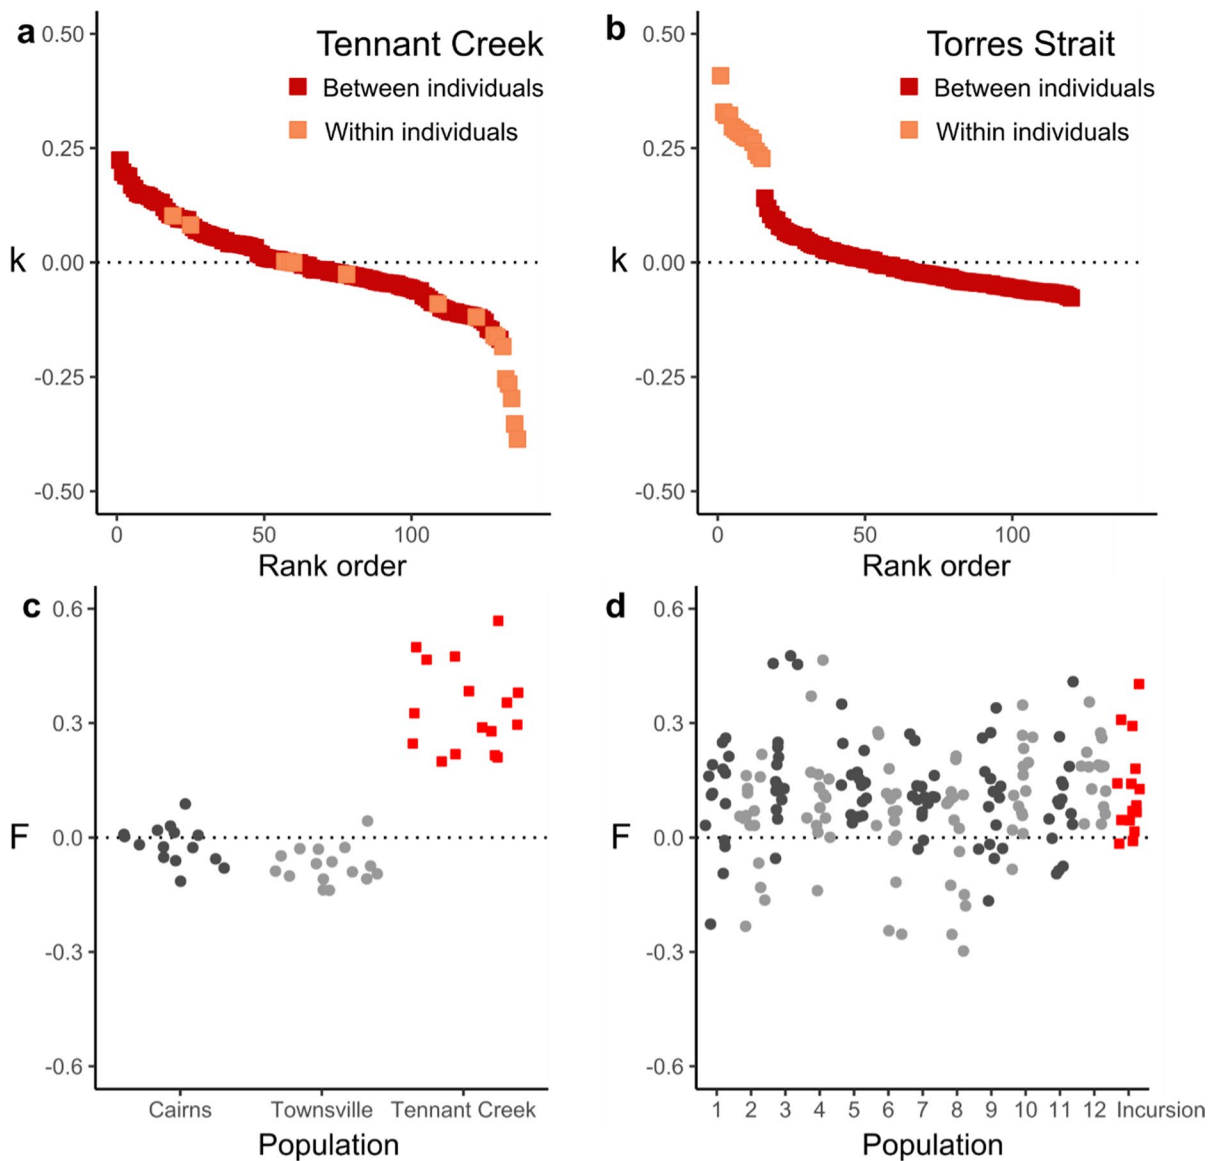 a
Tennant Creek
Between individuals
Within individuals
0.50
0.25
0.00
-0.25
-0.50
k
0
50
100
Rank order
b
Torres Strait
Between individuals
Within individuals
0.50
0.25
0.00
-0.25
-0.50
k
0
50
100
Rank order
c
0.6
0.3
0.0
-0.3
-0.6
F
Cairns Townsville Tennant Creek
Population
d
0.6
0.3
0.0
-0.3
-0.6
F
1 2 3 4 5 6 7 8 9 10 11 12 Incursion
Population